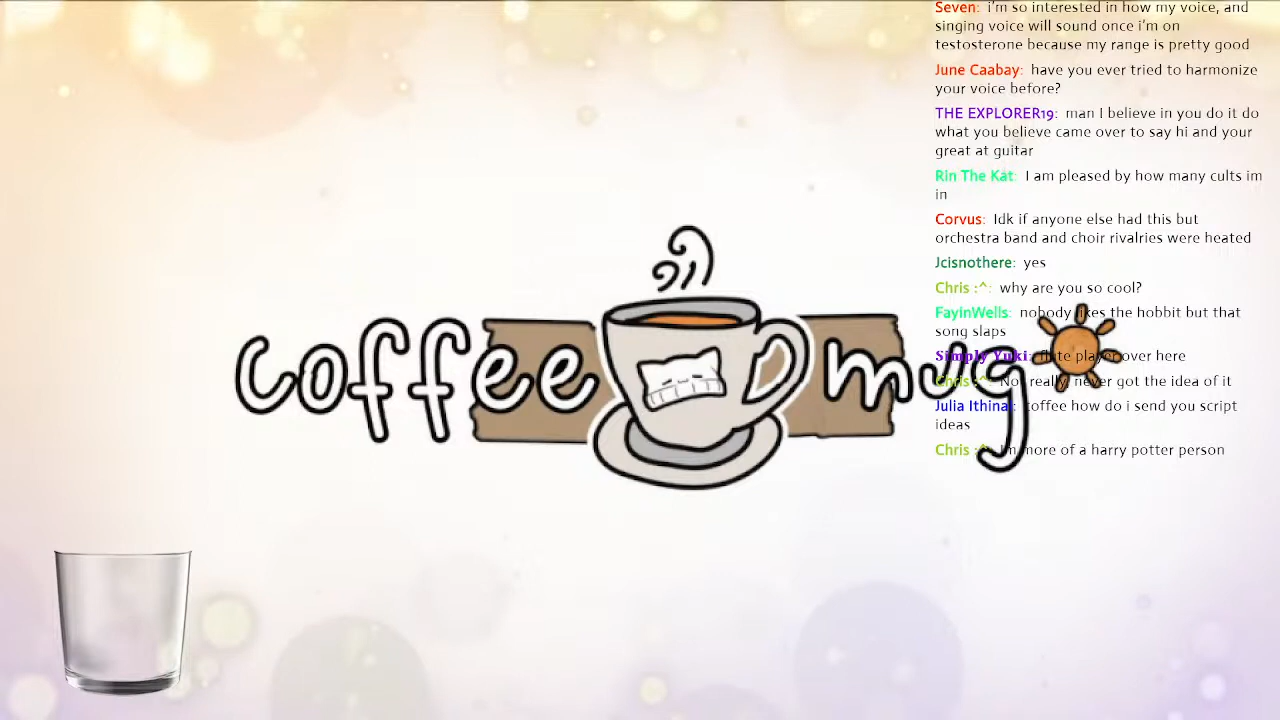 Seven: i'm so interested in how my voice, and
singing voice will sound once i'm on
testosterone because my range is pretty good
June Caabay: have you ever tried to harmonize
your voice before?
THE EXPLORER19: man I believe in you do it do
what you believe came over to say hi and your
great at guitar
Rin The Kat: I am pleased by how many cults im
in
Corvus: Idk if anyone else had this but
orchestra band and choir rivalries were heated
Jcisnothere: yes
Chris :^: why are you so cool?
FayinWells: nobody likes the hobbit but that
song slaps
Simply Yuki: flute player over here
Chris :^: Not really, never got the idea of it
Julia Ithina: coffee how do i send you script
ideas
Chris :^: Im more of a harry potter person
coffee mug